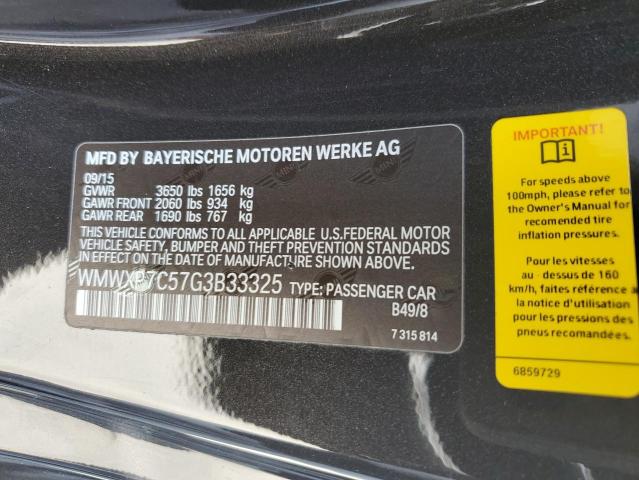 MFD BY BAYERISCHE MOTOREN WERKE AG
09/15
GVWR 3650 lbs 1656 kg
GAWR FRONT 2060 lbs 934 kg
GAWR REAR 1690 lbs 767 kg
THIS VEHICLE CONFORMS TO ALL APPLICABLE U.S.FEDERAL MOTOR
VEHICLE SAFETY, BUMPER AND THEFT PREVENTION STANDARDS
IN EFFECT ON THE DATE OF MANUFACTURE SHOWN ABOVE.
WMWXP7C57G3B33325 TYPE: PASSENGER CAR
B49/8
7 315 814
IMPORTANT!
For speeds above
100mph, please refer to
the Owner's Manual for
recomended tire
inflation pressures.
Pour les vitesses
au - dessus de 160
km/h, faites référence à
la notice d'utilisation
pour les pressions des
pneus recomandées.
6859729